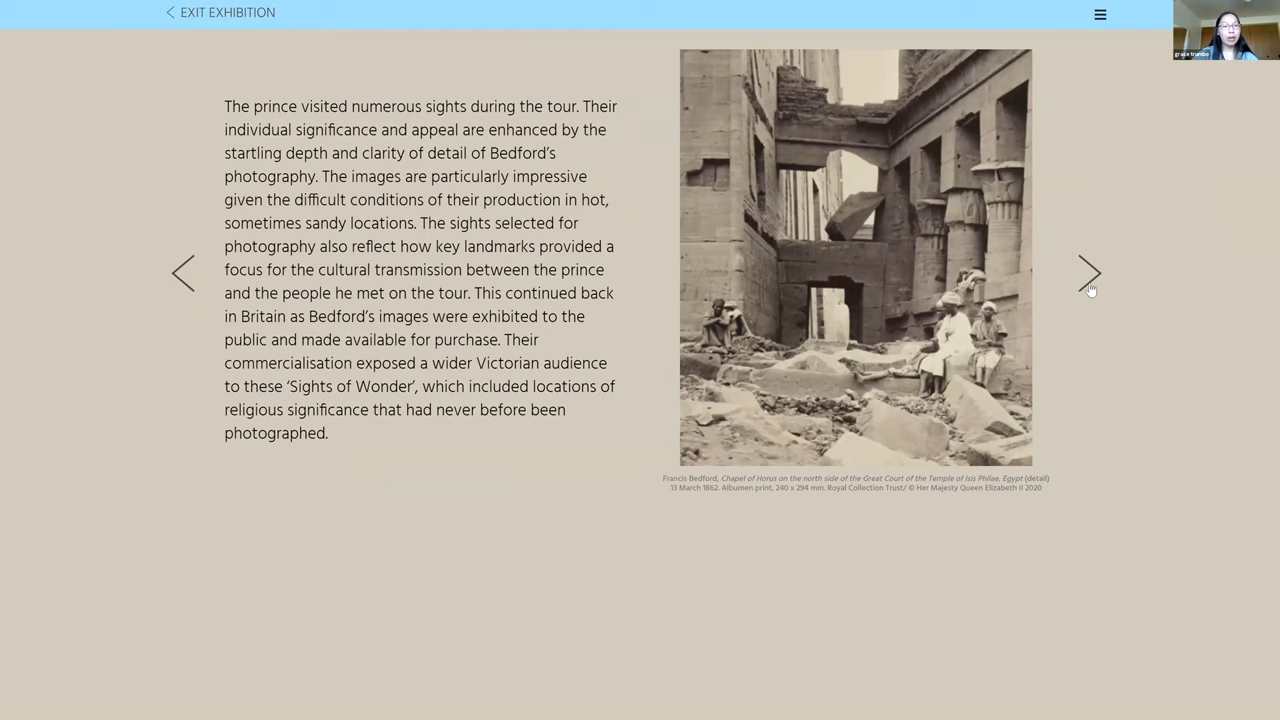 EXIT EXHIBITION
grace trumbo
The prince visited numerous sights during the tour. Their
individual significance and appeal are enhanced by the
startling depth and clarity of detail of Bedford’s
photography. The images are particularly impressive
given the difficult conditions of their production in hot,
sometimes sandy locations. The sights selected for
photography also reflect how key landmarks provided a
focus for the cultural transmission between the prince
and the people he met on the tour. This continued back
in Britain as Bedford’s images were exhibited to the
public and made available for purchase. Their
commercialisation exposed a wider Victorian audience
to these ‘Sights of Wonder’, which included locations of
religious significance that had never before been
photographed.
Francis Bedford, Chapel of Horus on the north side of the Great Court of the Temple of Isis Philae, Egypt (detail)
13 March 1862. Albumen print, 240 x 294 mm. Royal Collection Trust/ © Her Majesty Queen Elizabeth II 2020